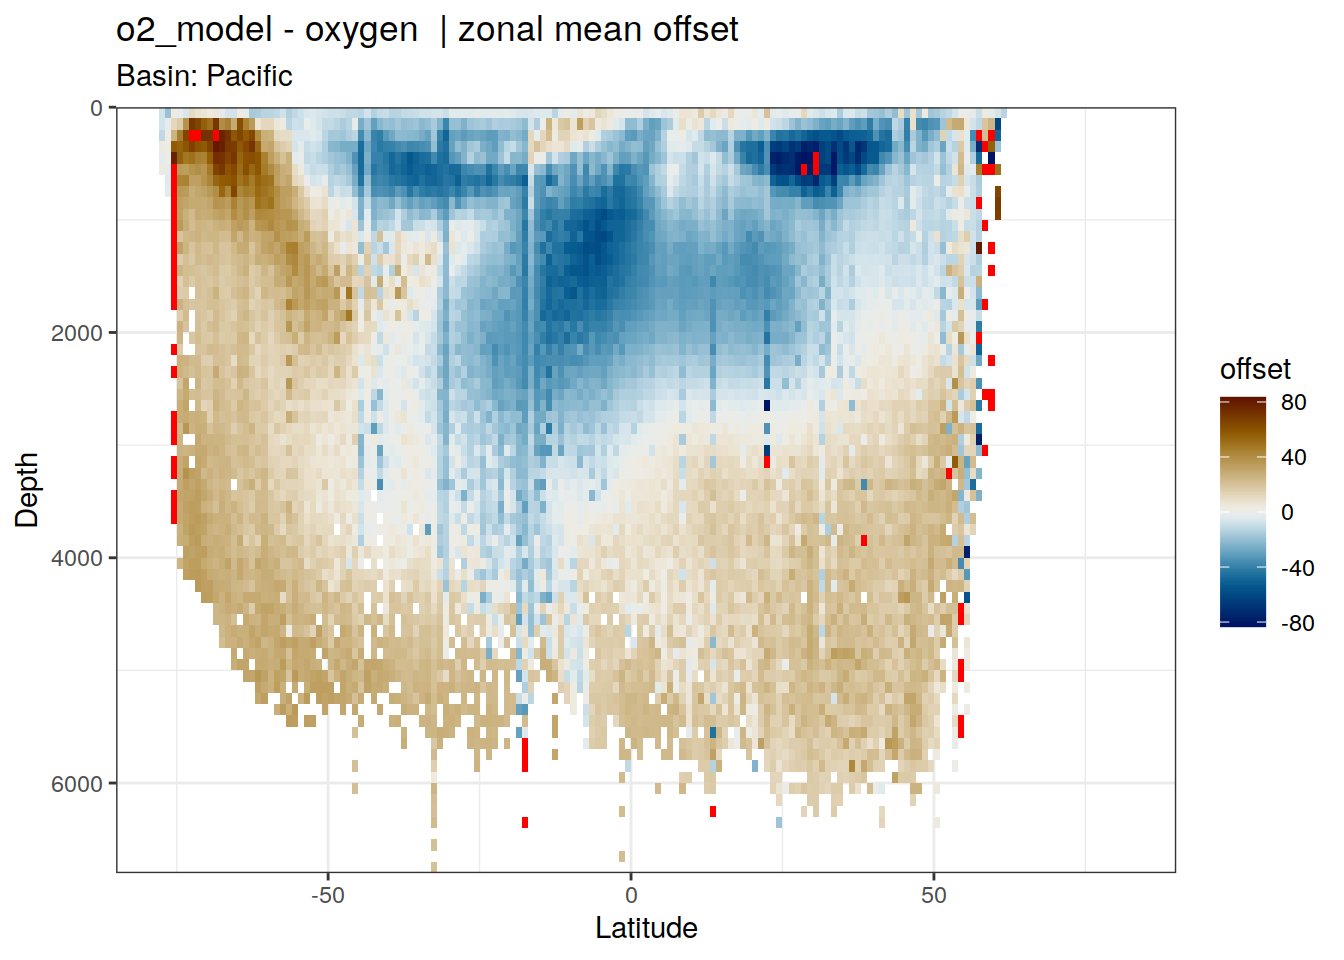 o2_model - oxygen  | zonal mean offset
Basin: Pacific
0
2000
4000
6000
Depth
-50
0
50
Latitude
offset
80
40
0
-40
-80